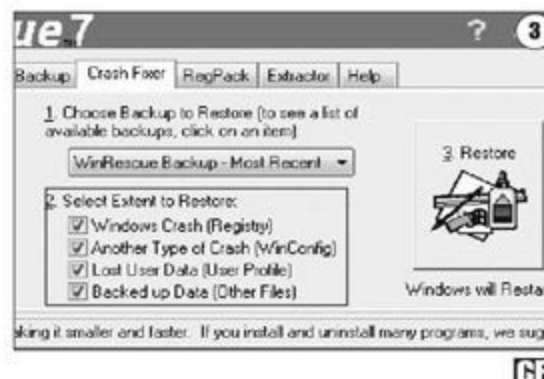 ue 7
? 3
Backup Crash Fixer RegPack Extractor Help
1. Choose Backup to Restore (to see a list of
available backups, click on an item)
WinRescue Backup - Most Recent
3. Restore
2. Select Extent to Restore:
Windows Crash (Registry)
Another Type of Crash (WinConfig)
Lost User Data (User Profile)
Backed up Data (Other Files)
Windows will Resta
aking it smaller and faster. If you install and uninstall many programs, we sug